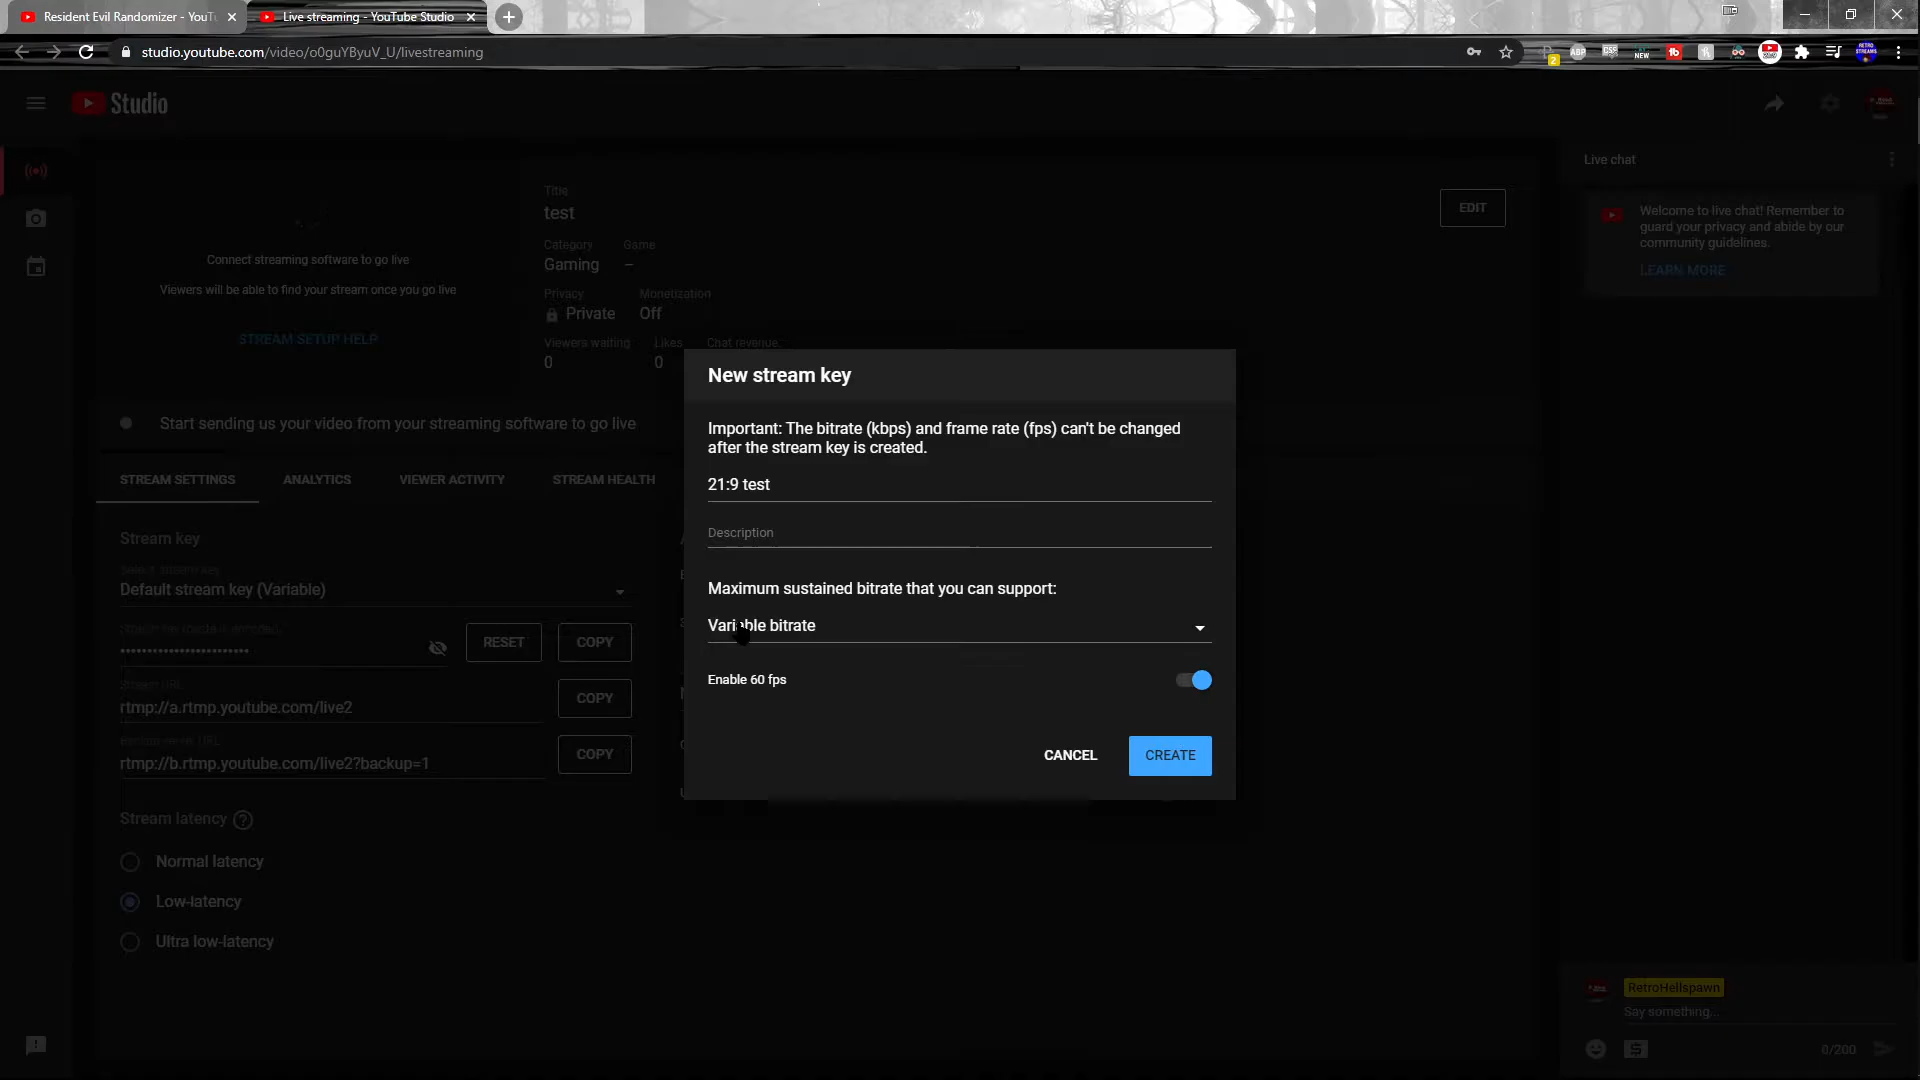 Resident Evil Randomizer - YouTu
Live streaming - YouTube Studio
studio.youtube.com/video/o0guYByuV_U/livestreaming
Studio
Connect streaming software to go live
Viewers will be able to find your stream once you go live
STREAM SETUP HELP
Title
test
Category Game
Gaming –
Privacy Monetization
Private Off
Viewers waiting Likes Chat revenue
0 0
EDIT
Live chat
Welcome to live chat! Remember to
guard your privacy and abide by our
community guidelines.
LEARN MORE
Start sending us your video from your streaming software to go live
STREAM SETTINGS ANALYTICS VIEWER ACTIVITY STREAM HEALTH
Stream key
Default stream key (Variable)
RESET COPY
Stream URL
rtmp://a.rtmp.youtube.com/live2
COPY
rtmp://b.rtmp.youtube.com/live2?backup=1
COPY
Stream latency
Normal latency
Low-latency
Ultra low-latency
New stream key
Important: The bitrate (kbps) and frame rate (fps) can't be changed
after the stream key is created.
21:9 test
Description
Maximum sustained bitrate that you can support:
Variable bitrate
Enable 60 fps
CANCEL CREATE
RetroHellspawn
Say something...
0/200